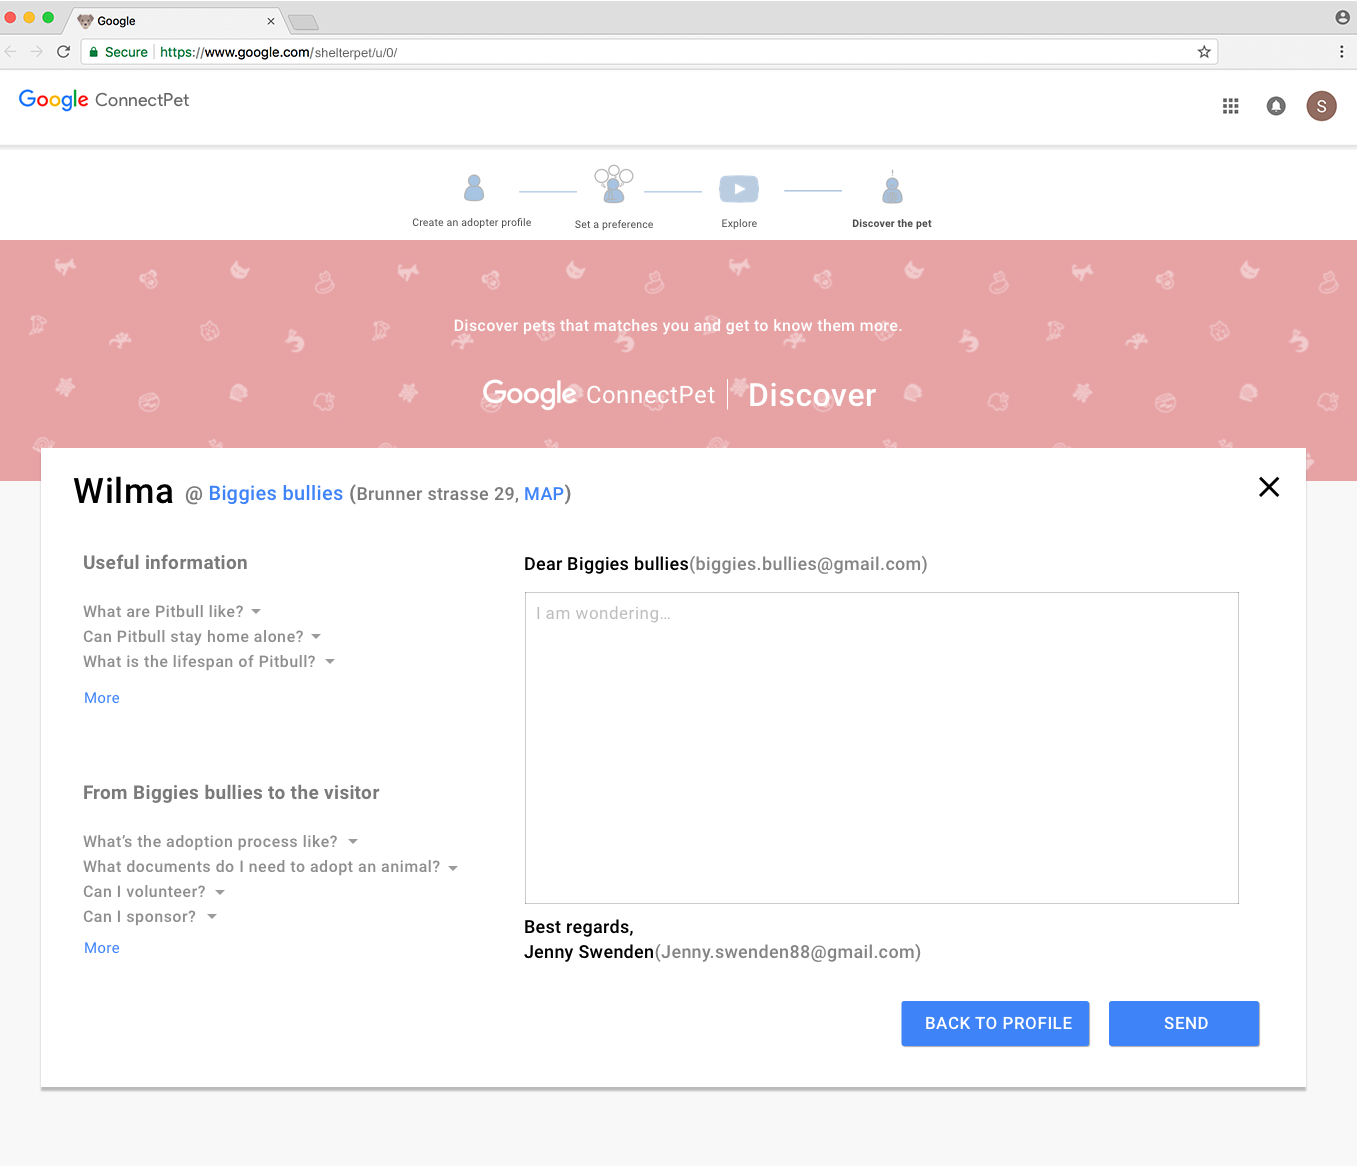 Google
Secure https://www.google.com/shelterpet/u/0/
Google ConnectPet
S
Create an adopter profile
Set a preference
Explore
Discover the pet
Discover pets that matches you and get to know them more.
Google ConnectPet | Discover
Wilma @ Biggies bullies (Brunner strasse 29, MAP)
Useful information
What are Pitbull like?
Can Pitbull stay home alone?
What is the lifespan of Pitbull?
More
From Biggies bullies to the visitor
What’s the adoption process like?
What documents do I need to adopt an animal?
Can I volunteer?
Can I sponsor?
More
Dear Biggies bullies(biggies.bullies@gmail.com)
I am wondering...
Best regards,
Jenny Swenden(Jenny.swenden88@gmail.com)
BACK TO PROFILE
SEND